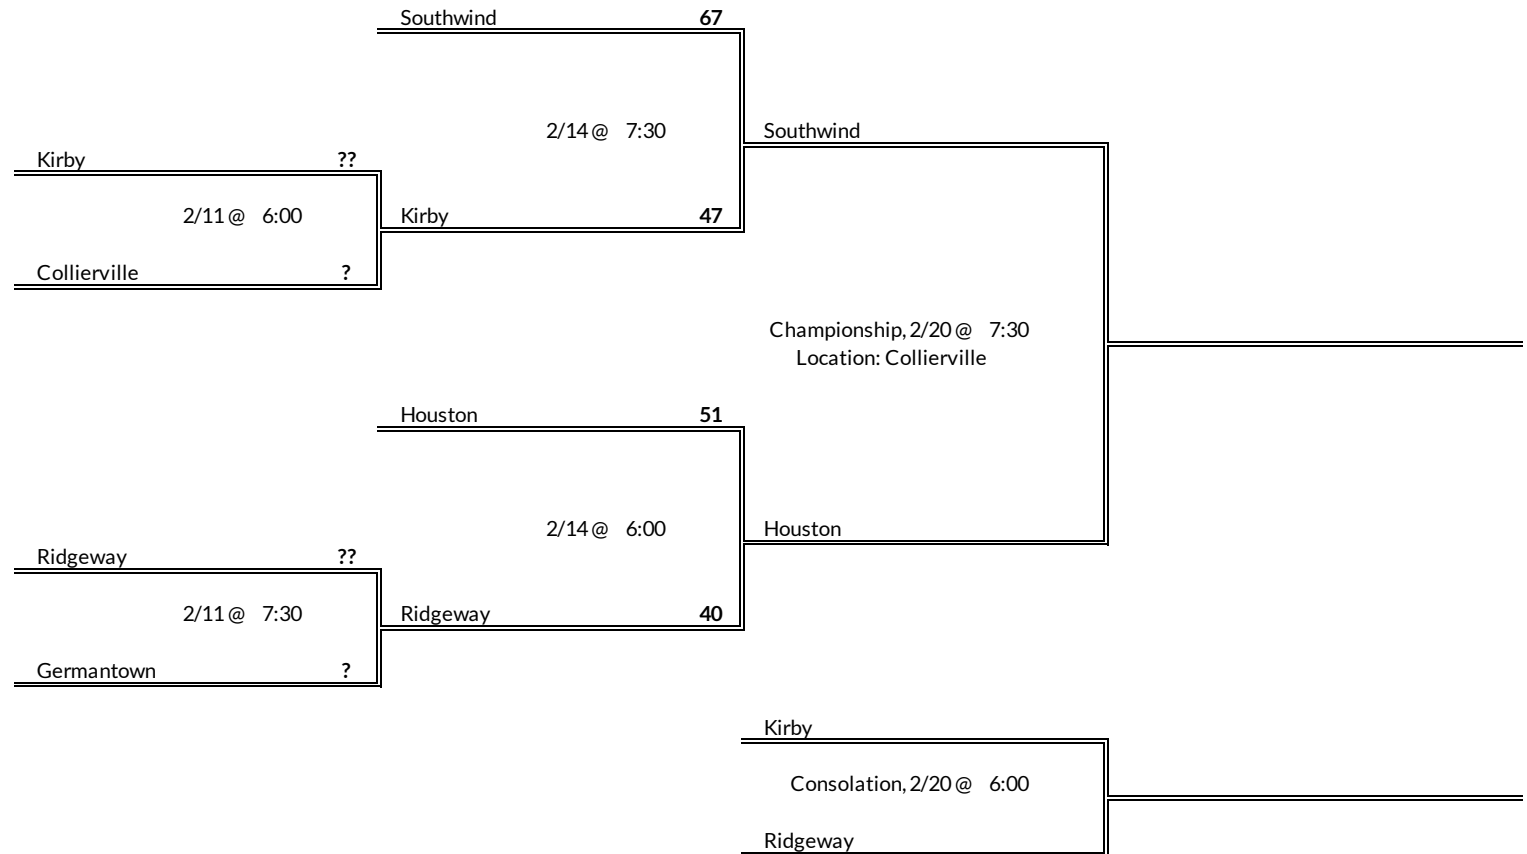 Southwind 67
2/14 @ 7:30
Southwind
Kirby ??
2/11 @ 6:00
Kirby 47
Collierville ?
Championship, 2/20 @ 7:30
Location: Collierville
Houston 51
2/14 @ 6:00
Houston
Ridgeway ??
2/11 @ 7:30
Ridgeway 40
Germantown ?
Kirby
Consolation, 2/20 @ 6:00
Ridgeway